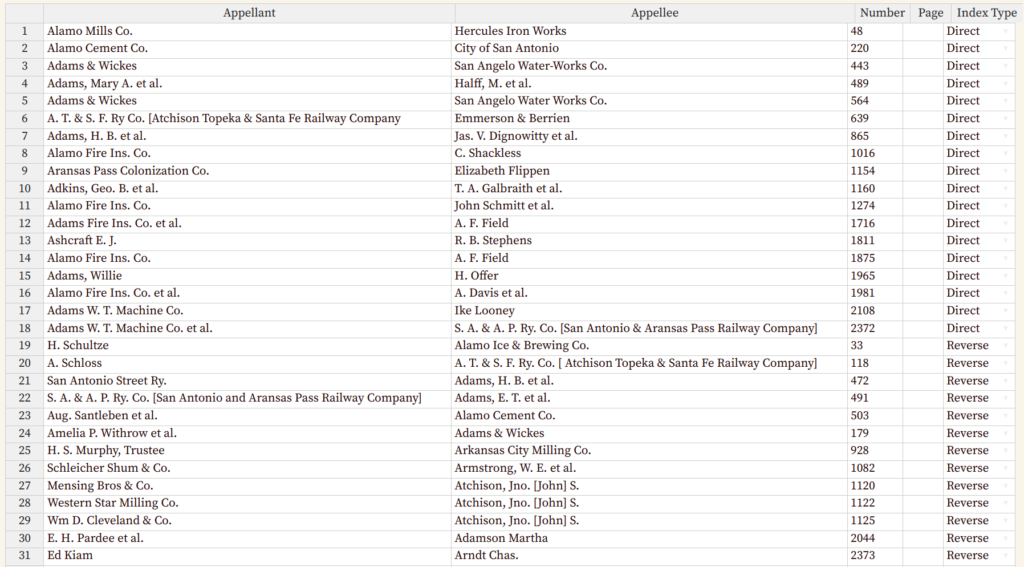 Appellant Appellee Number Page Index Type
1 Alamo Mills Co. Hercules Iron Works 48 Direct
2 Alamo Cement Co. City of San Antonio 220 Direct
3 Adams & Wickes San Angelo Water-Works Co. 443 Direct
4 Adams, Mary A. et al. Halff, M. et al. 489 Direct
5 Adams & Wickes San Angelo Water Works Co. 564 Direct
6 A. T. & S. F. Ry Co. [Atchison Topeka & Santa Fe Railway Company Emmerson & Berrien 639 Direct
7 Adams, H. B. et al. Jas. V. Dignowitty et al. 865 Direct
8 Alamo Fire Ins. Co. C. Shackless 1016 Direct
9 Aransas Pass Colonization Co. Elizabeth Flippen 1154 Direct
10 Adkins, Geo. B. et al. T. A. Galbraith et al. 1160 Direct
11 Alamo Fire Ins. Co. John Schmitt et al. 1274 Direct
12 Adams Fire Ins. Co. et al. A. F. Field 1716 Direct
13 Ashcraft E. J. R. B. Stephens 1811 Direct
14 Alamo Fire Ins. Co. A. F. Field 1875 Direct
15 Adams, Willie H. Offer 1965 Direct
16 Alamo Fire Ins. Co. et al. A. Davis et al. 1981 Direct
17 Adams W. T. Machine Co. Ike Looney 2108 Direct
18 Adams W. T. Machine Co. et al. S. A. & A. P. Ry. Co. [San Antonio & Aransas Pass Railway Company] 2372 Direct
19 H. Schultze Alamo Ice & Brewing Co. 33 Reverse
20 A. Schloss A. T. & S. F. Ry. Co. [ Atchison Topeka & Santa Fe Railway Company] 118 Reverse
21 San Antonio Street Ry. Adams, H. B. et al. 472 Reverse
22 S. A. & A. P. Ry. Co. [San Antonio and Aransas Pass Railway Company] Adams, E. T. et al. 491 Reverse
23 Aug. Santleben et al. Alamo Cement Co. 503 Reverse
24 Amelia P. Withrow et al. Adams & Wickes 179 Reverse
25 H. S. Murphy, Trustee Arkansas City Milling Co. 928 Reverse
26 Schleicher Shum & Co. Armstrong, W. E. et al. 1082 Reverse
27 Mensing Bros & Co. Atchison, Jno. [John] S. 1120 Reverse
28 Western Star Milling Co. Atchison, Jno. [John] S. 1122 Reverse
29 Wm D. Cleveland & Co. Atchison, Jno. [John] S. 1125 Reverse
30 E. H. Pardee et al. Adamson Martha 2044 Reverse
31 Ed Kiam Arndt Chas. 2373 Reverse